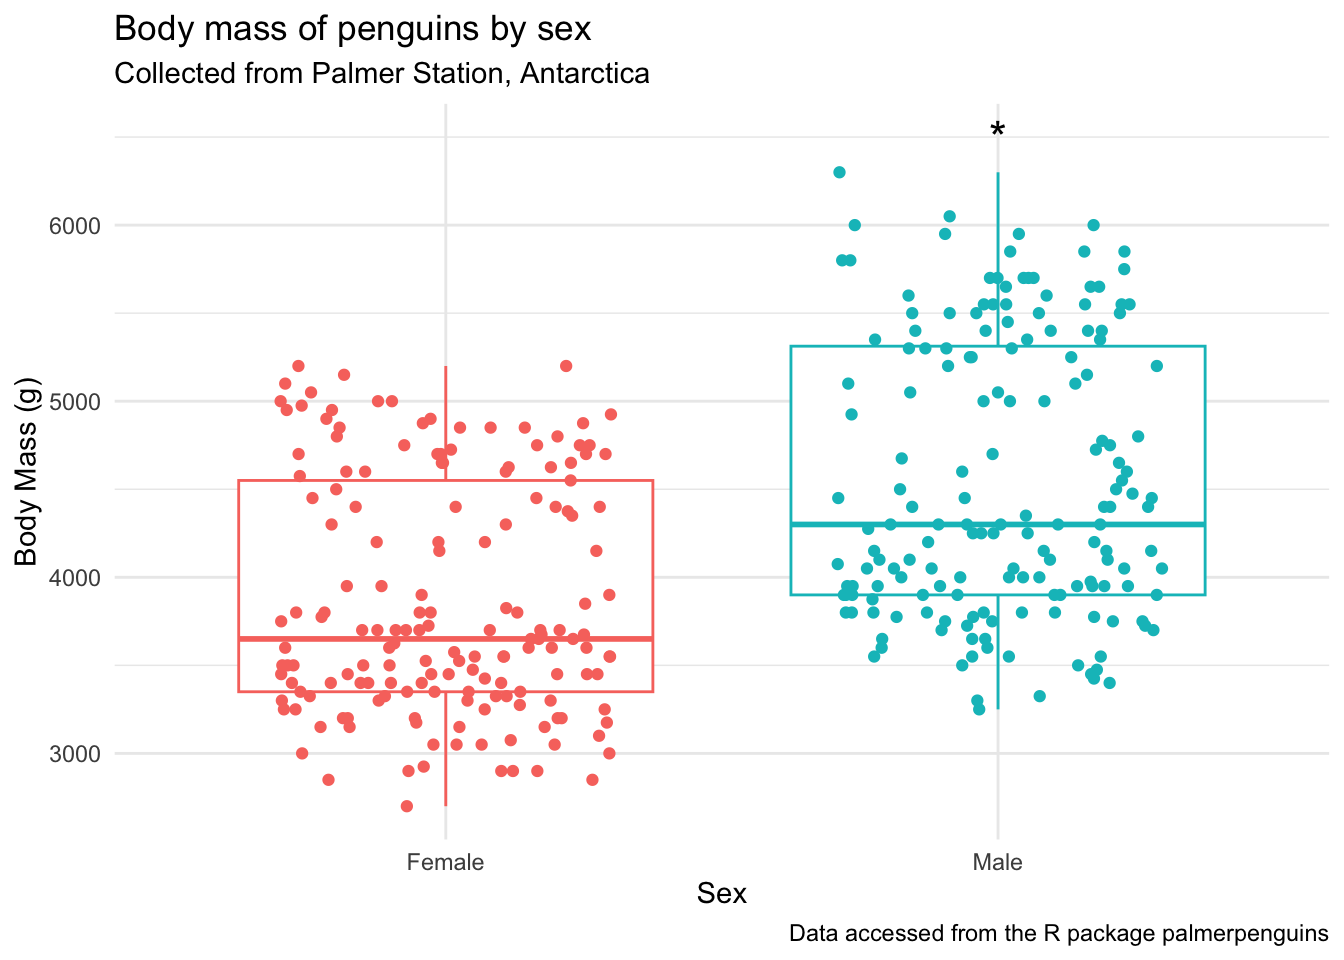 Body mass of penguins by sex
Collected from Palmer Station, Antarctica
*
6000
5000
4000
3000
Body Mass (g)
Female
Male
Sex
Data accessed from the R package palmerpenguins